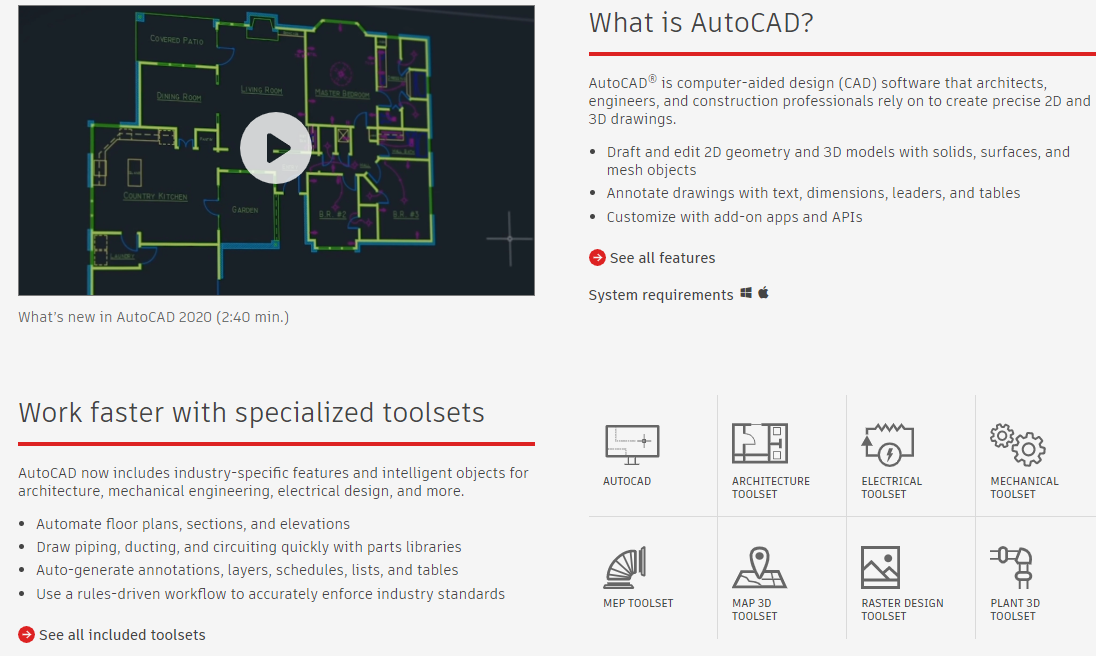 COVERED PATIO
DINING ROOM
LIVING ROOM
MASTER BEDROOM
COUNTRY KITCHEN
GARDEN
B.R. #2
B.R. #3
LAUNDRY
What's new in AutoCAD 2020 (2:40 min.)
What is AutoCAD?
AutoCAD® is computer-aided design (CAD) software that architects,
engineers, and construction professionals rely on to create precise 2D and
3D drawings.
• Draft and edit 2D geometry and 3D models with solids, surfaces, and
mesh objects
• Annotate drawings with text, dimensions, leaders, and tables
• Customize with add-on apps and APIs
See all features
System requirements
Work faster with specialized toolsets
AutoCAD now includes industry-specific features and intelligent objects for
architecture, mechanical engineering, electrical design, and more.
• Automate floor plans, sections, and elevations
• Draw piping, ducting, and circuiting quickly with parts libraries
• Auto-generate annotations, layers, schedules, lists, and tables
• Use a rules-driven workflow to accurately enforce industry standards
See all included toolsets
AUTOCAD
ARCHITECTURE
TOOLSET
ELECTRICAL
TOOLSET
MECHANICAL
TOOLSET
MEP TOOLSET
MAP 3D
TOOLSET
RASTER DESIGN
TOOLSET
PLANT 3D
TOOLSET